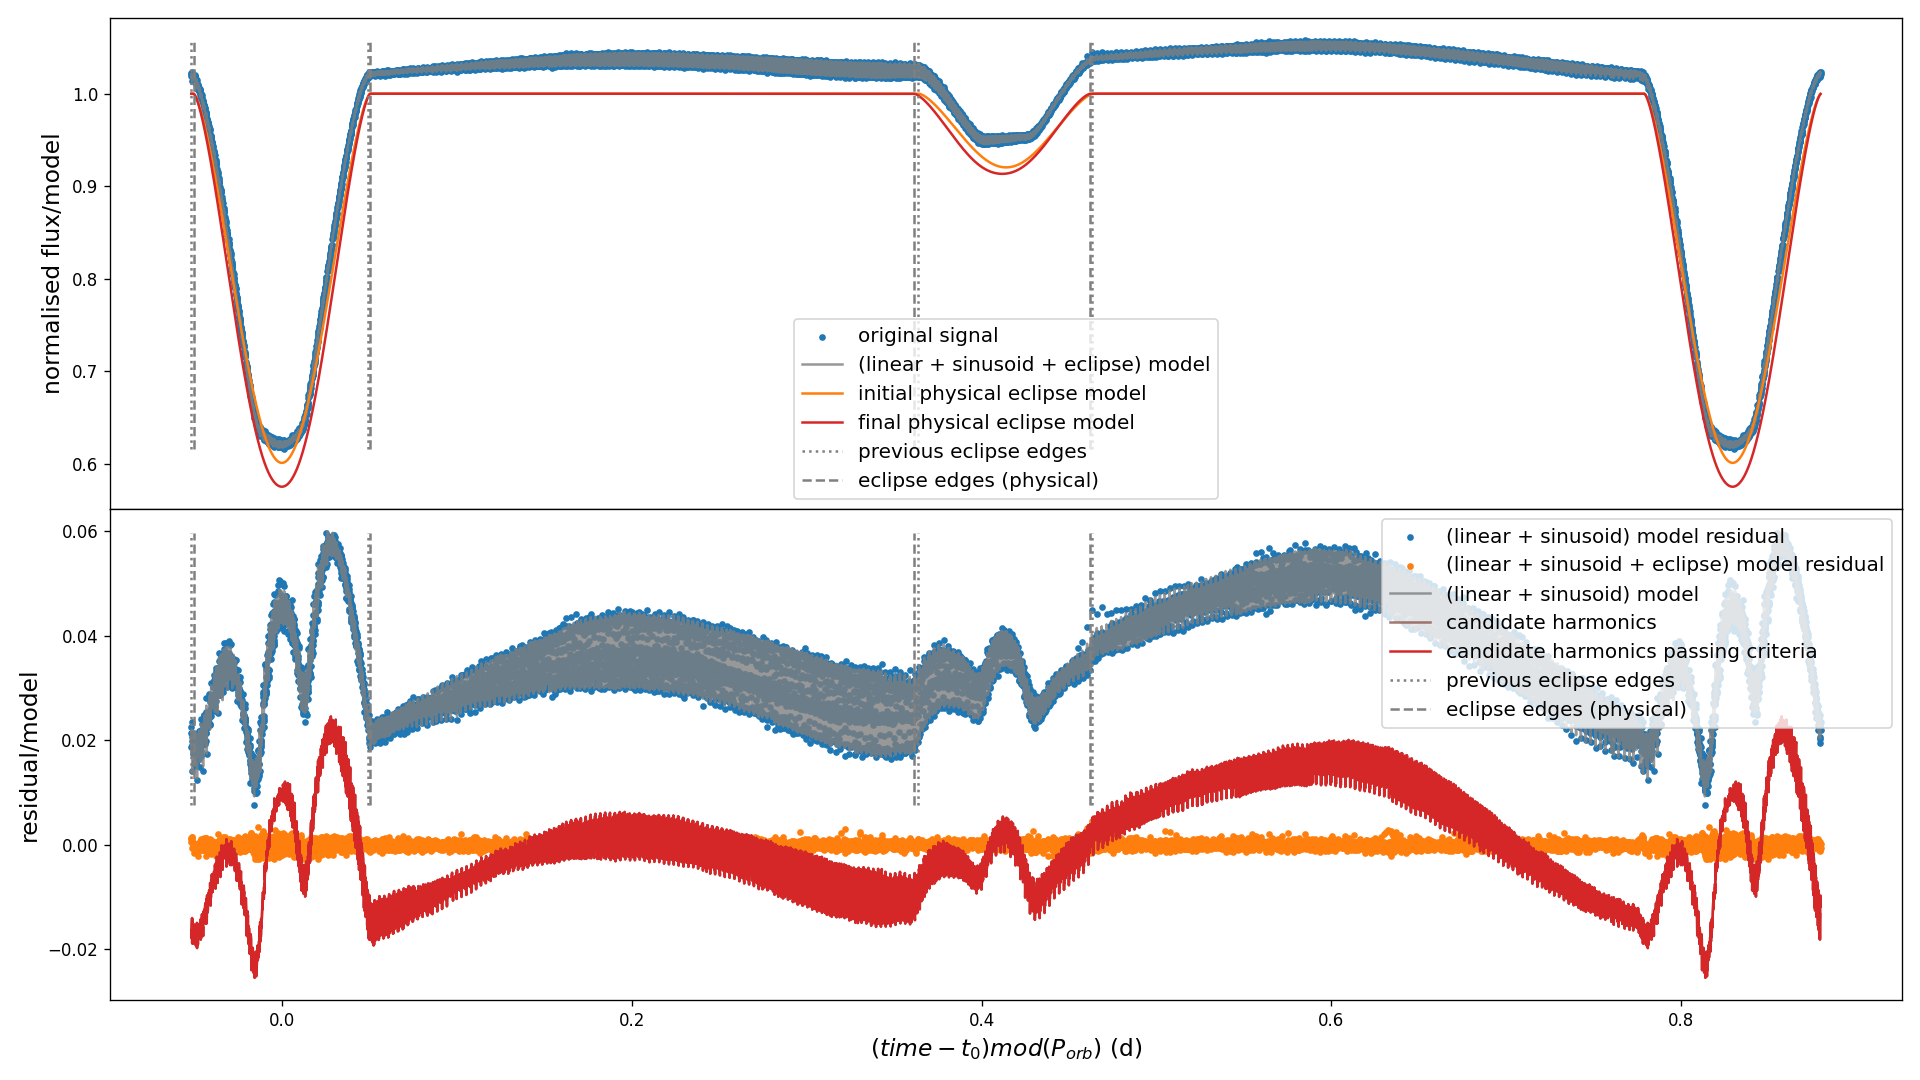 normalised flux/model
1.0
0.9
0.8
0.7
0.6
original signal
(linear + sinusoid + eclipse) model
initial physical eclipse model
final physical eclipse model
previous eclipse edges
eclipse edges (physical)
residual/model
0.06
0.04
0.02
0.00
−0.02
(linear + sinusoid) model residual
(linear + sinusoid + eclipse) model residual
(linear + sinusoid) model
candidate harmonics
candidate harmonics passing criteria
previous eclipse edges
eclipse edges (physical)
0.0 0.2 0.4 0.6 0.8
(time − t₀)mod(Pₒᵣb) (d)